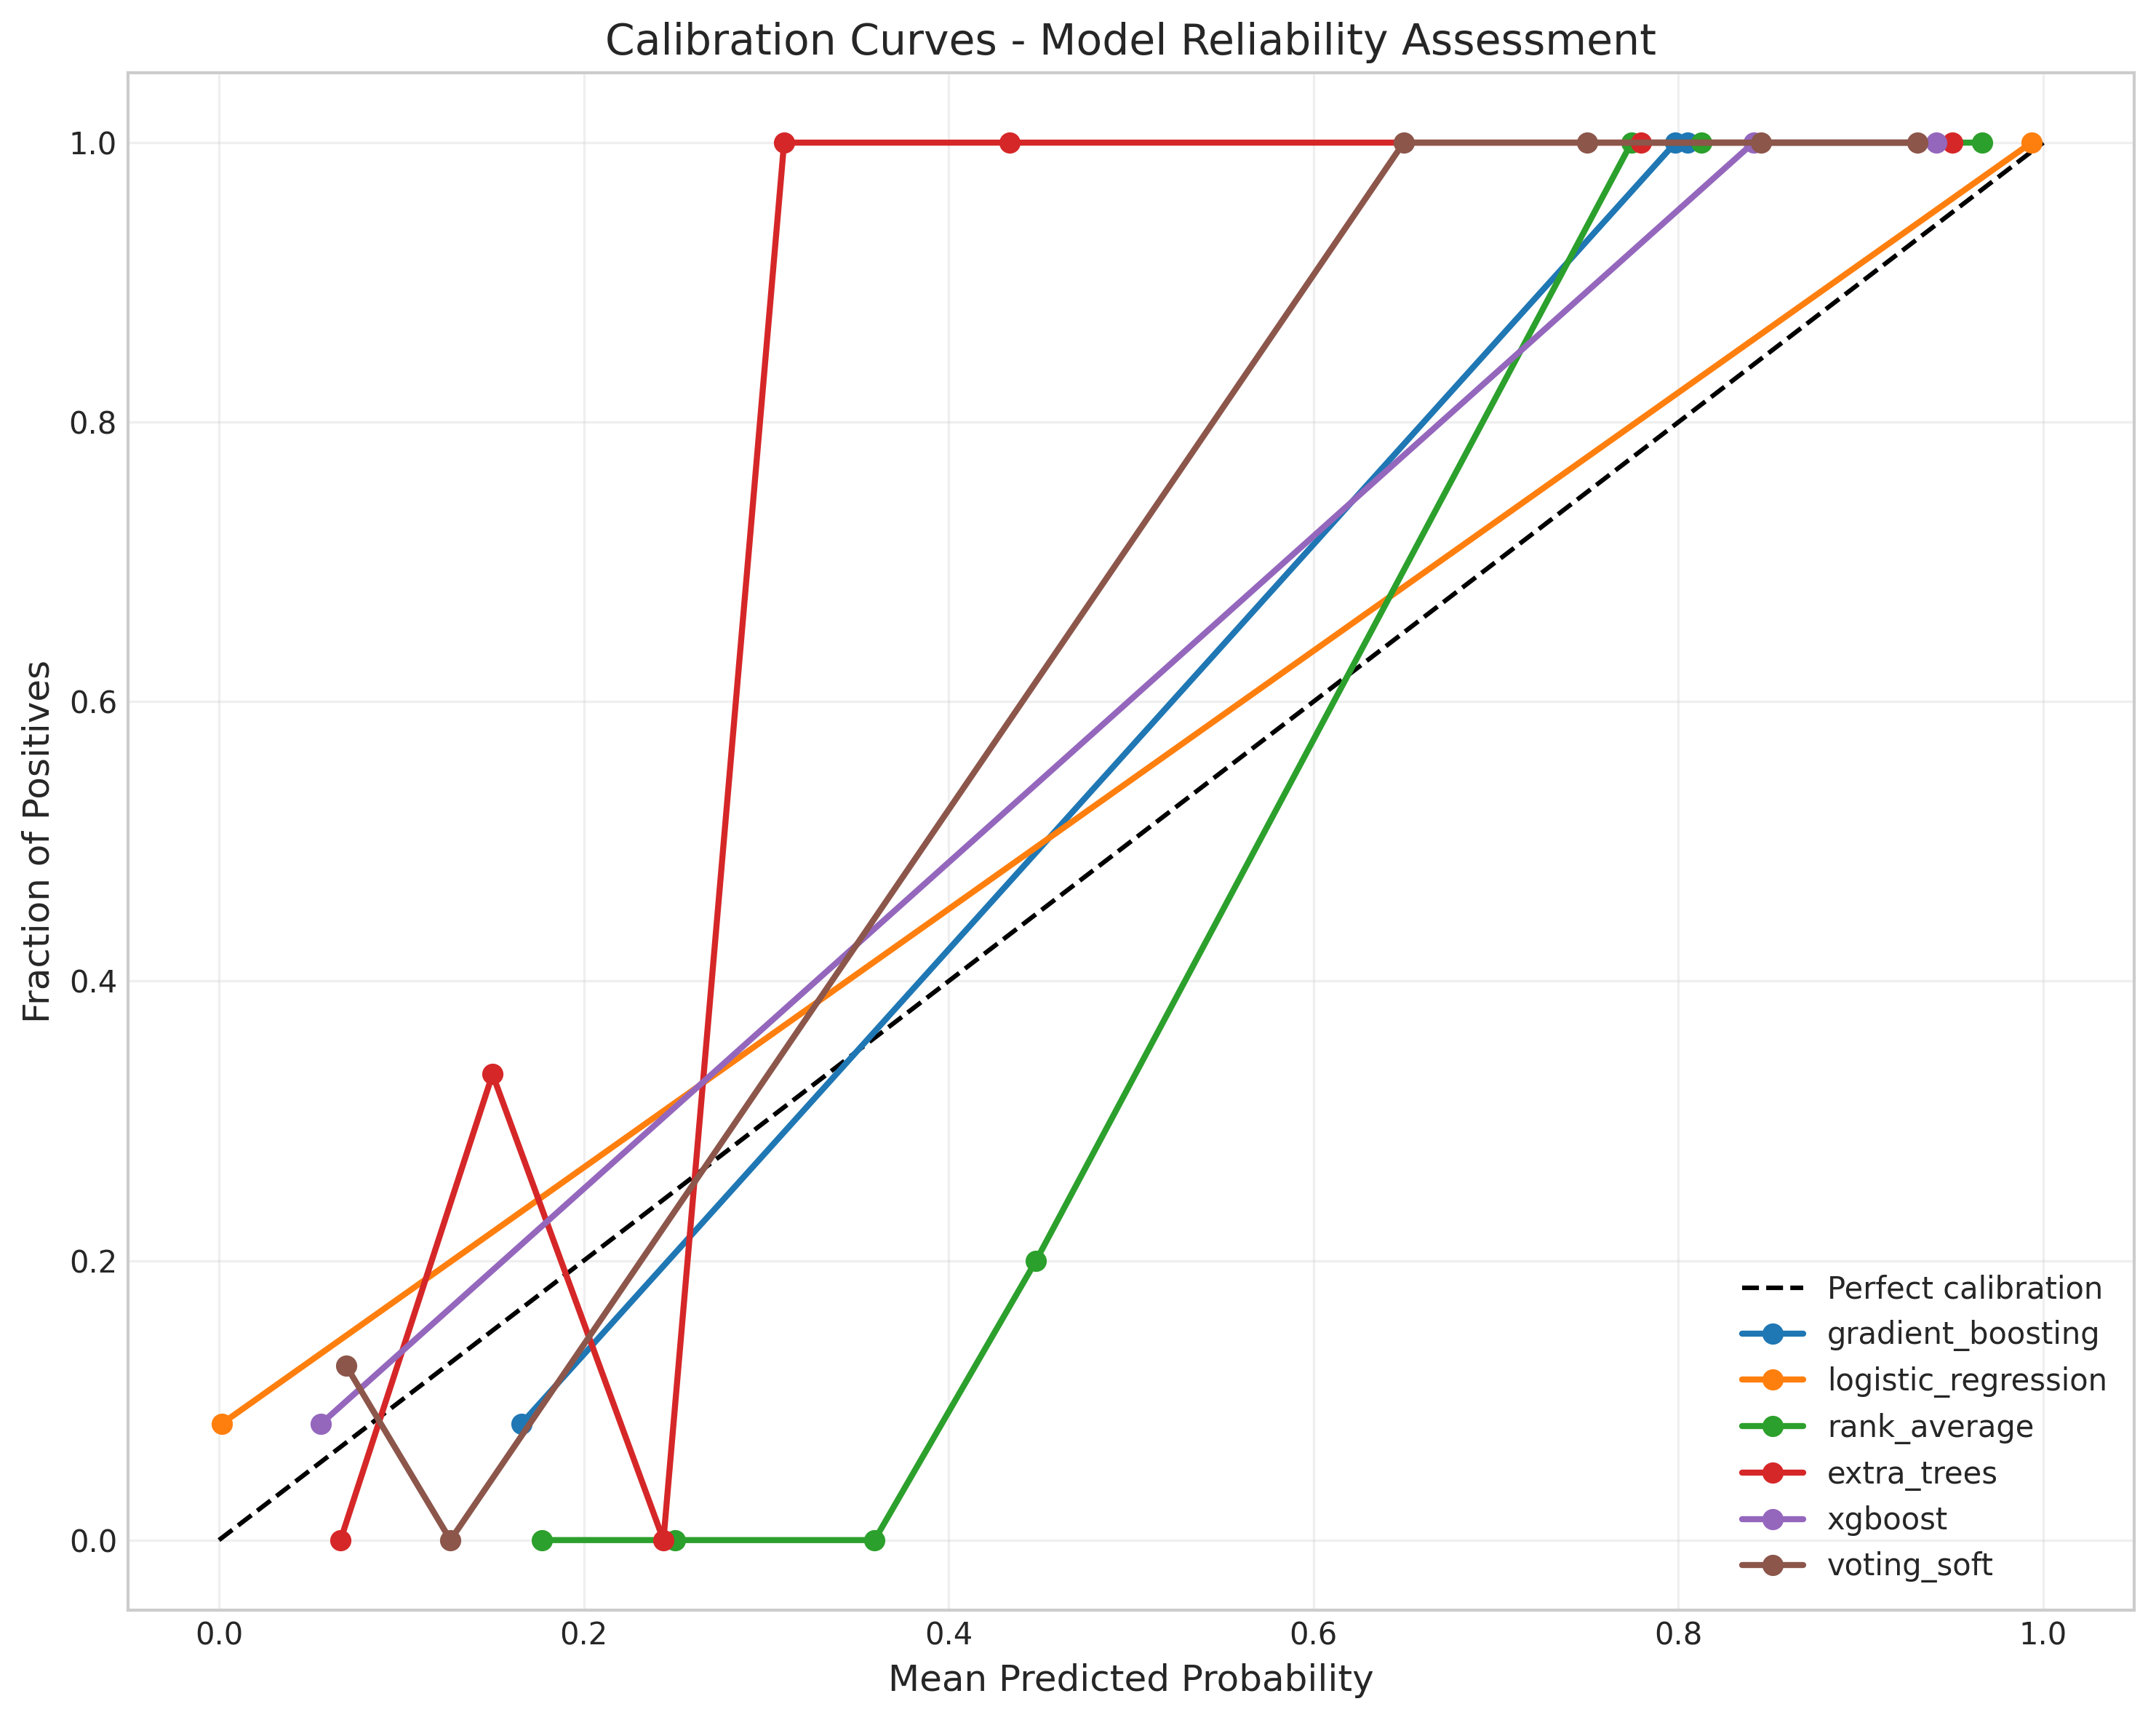 Calibration Curves - Model Reliability Assessment
Fraction of Positives
1.0
0.8
0.6
0.4
0.2
0.0
0.0 0.2 0.4 0.6 0.8 1.0
Mean Predicted Probability
Perfect calibration
gradient_boosting
logistic_regression
rank_average
extra_trees
xgboost
voting_soft